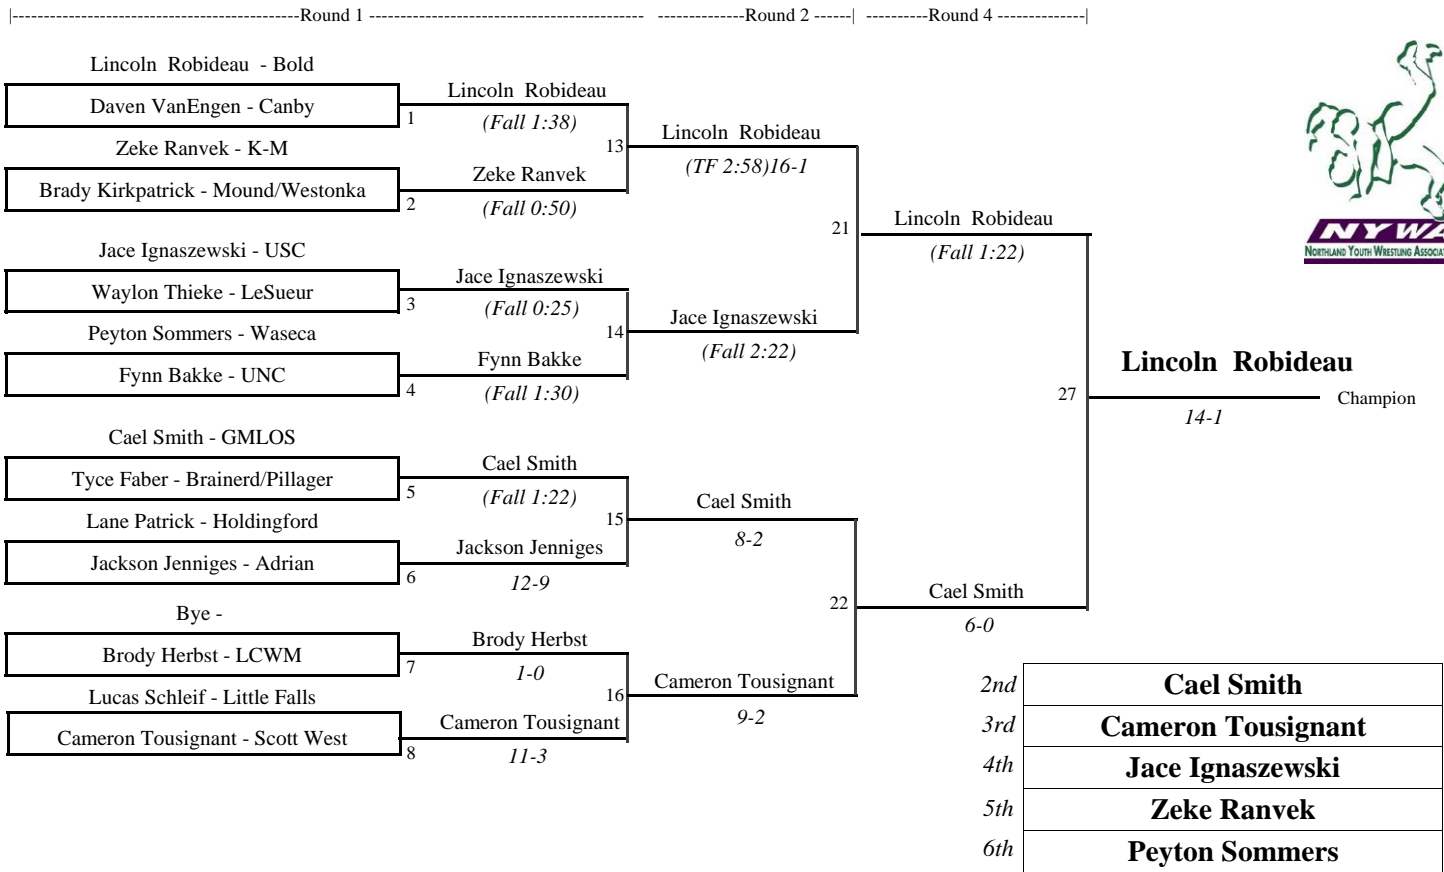 |----------------------------------------------Round 1 -------------------------------------------- --------------Round 2 ------| ----------Round 4 --------------|
Lincoln  Robideau  - Bold
Daven VanEngen - Canby
1
Zeke Ranvek - K-M
Brady Kirkpatrick - Mound/Westonka
2
Jace Ignaszewski - USC
Waylon Thieke - LeSueur
3
Peyton Sommers - Waseca
Fynn Bakke - UNC
4
Cael Smith - GMLOS
Tyce Faber - Brainerd/Pillager
5
Lane Patrick - Holdingford
Jackson Jenniges - Adrian
6
Bye -
Brody Herbst - LCWM
7
Lucas Schleif - Little Falls
Cameron Tousignant - Scott West
8
Lincoln  Robideau
(Fall 1:38)
13
Zeke Ranvek
(Fall 0:50)
Jace Ignaszewski
(Fall 0:25)
14
Fynn Bakke
(Fall 1:30)
Cael Smith
(Fall 1:22)
15
Jackson Jenniges
12-9
Brody Herbst
1-0
16
Cameron Tousignant
11-3
Lincoln  Robideau
(TF 2:58)16-1
21
Jace Ignaszewski
(Fall 2:22)
Cael Smith
8-2
22
Cameron Tousignant
9-2
Lincoln  Robideau
(Fall 1:22)
27
Cael Smith
6-0
Lincoln  Robideau
Champion
14-1
NYWA
NORTHLAND YOUTH WRESTLING
2nd Cael Smith
3rd Cameron Tousignant
4th Jace Ignaszewski
5th Zeke Ranvek
6th Peyton Sommers